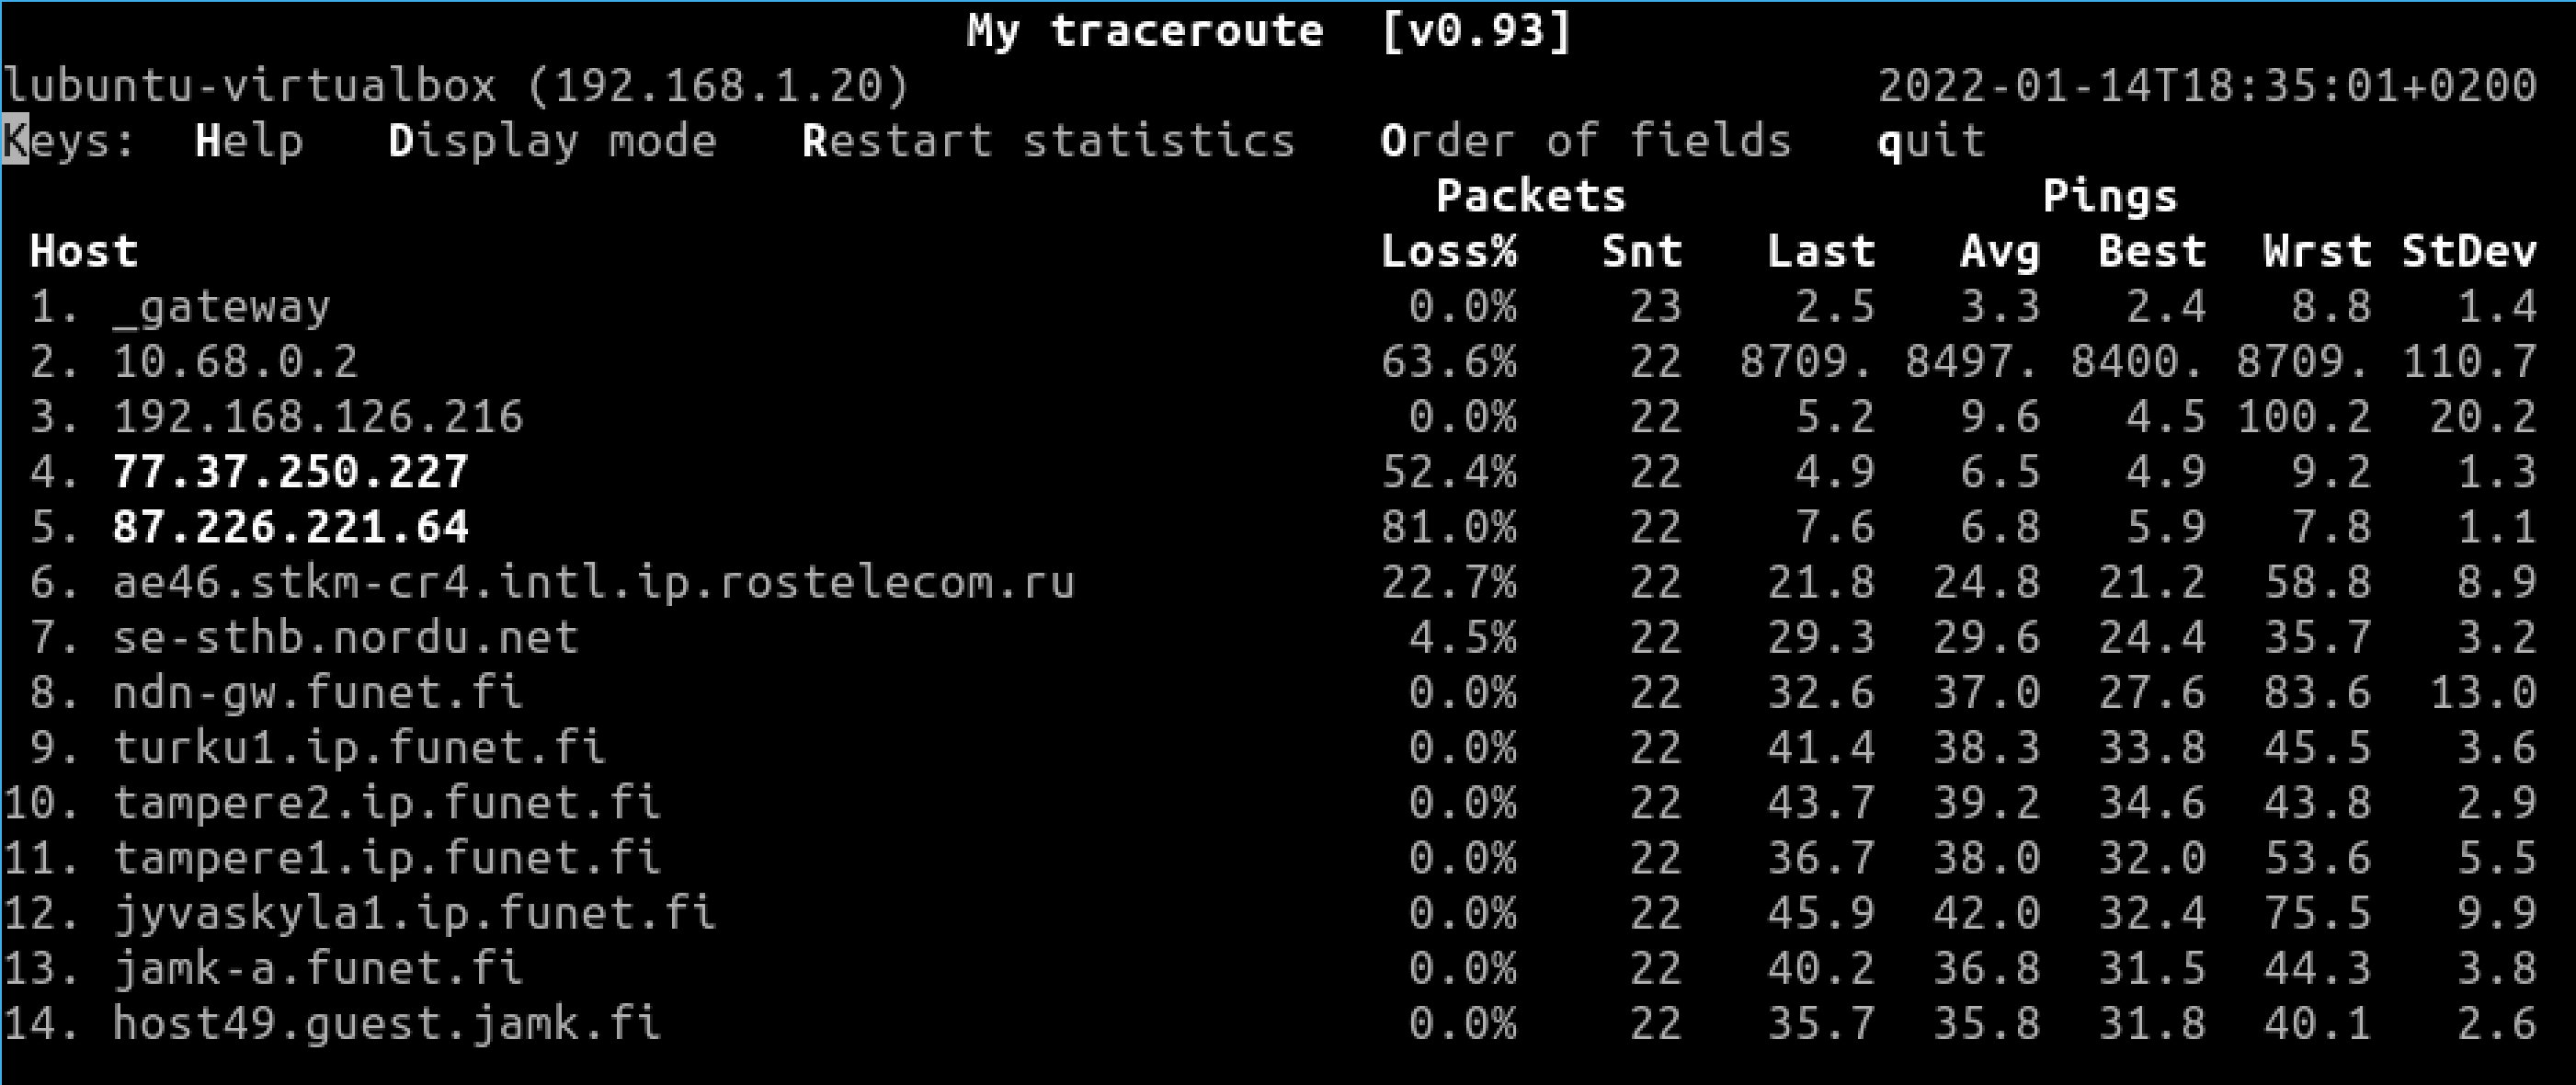 My traceroute  [v0.93]
lubuntu-virtualbox (192.168.1.20) 2022-01-14T18:35:01+0200
Keys:  Help   Display mode   Restart statistics   Order of fields   quit
Packets Pings
Host Loss% Snt Last Avg Best Wrst StDev
1. _gateway 0.0% 23 2.5 3.3 2.4 8.8 1.4
2. 10.68.0.2 63.6% 22 8709. 8497. 8400. 8709. 110.7
3. 192.168.126.216 0.0% 22 5.2 9.6 4.5 100.2 20.2
4. 77.37.250.227 52.4% 22 4.9 6.5 4.9 9.2 1.3
5. 87.226.221.64 81.0% 22 7.6 6.8 5.9 7.8 1.1
6. ae46.stkm-cr4.intl.ip.rostelecom.ru 22.7% 22 21.8 24.8 21.2 58.8 8.9
7. se-sthb.nordu.net 4.5% 22 29.3 29.6 24.4 35.7 3.2
8. ndn-gw.funet.fi 0.0% 22 32.6 37.0 27.6 83.6 13.0
9. turku1.ip.funet.fi 0.0% 22 41.4 38.3 33.8 45.5 3.6
10. tampere2.ip.funet.fi 0.0% 22 43.7 39.2 34.6 43.8 2.9
11. tampere1.ip.funet.fi 0.0% 22 36.7 38.0 32.0 53.6 5.5
12. jyvaskyla1.ip.funet.fi 0.0% 22 45.9 42.0 32.4 75.5 9.9
13. jamk-a.funet.fi 0.0% 22 40.2 36.8 31.5 44.3 3.8
14. host49.guest.jamk.fi 0.0% 22 35.7 35.8 31.8 40.1 2.6